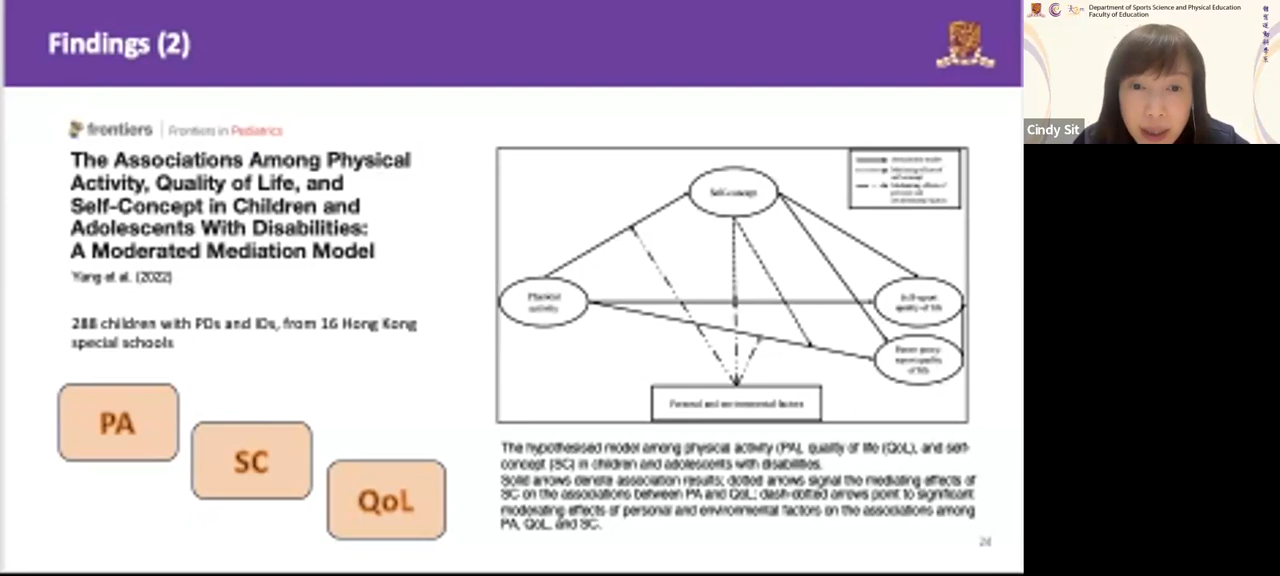 Findings (2)
frontiers | Frontiers in Pediatrics
The Associations Among Physical
Activity, Quality of Life, and
Self-Concept in Children and
Adolescents With Disabilities:
A Moderated Mediation Model
Yang et al. (2022)
288 children with PDs and IDs, from 16 Hong Kong
special schools
PA
SC
QoL
Self-concept
Physical
activity
Self-report
quality of life
Parent proxy
report quality
of life
Personal and environmental factors
The hypothesised model among physical activity (PA), quality of life (QoL), and self-
concept (SC) in children and adolescents with disabilities.
Solid arrows denote association results; dotted arrows signal the mediating effects of
SC on the associations between PA and QoL; dash-dotted arrows point to significant
moderating effects of personal and environmental factors on the associations among
PA, QoL, and SC.
24
Department of Sports Science and Physical Education
Faculty of Education
Cindy Sit